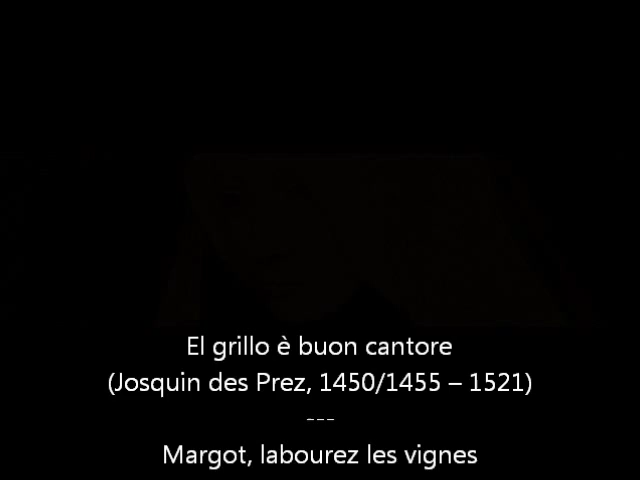 El grillo è buon cantore
(Josquin des Prez, 1450/1455 – 1521)
---
Margot, labourez les vignes